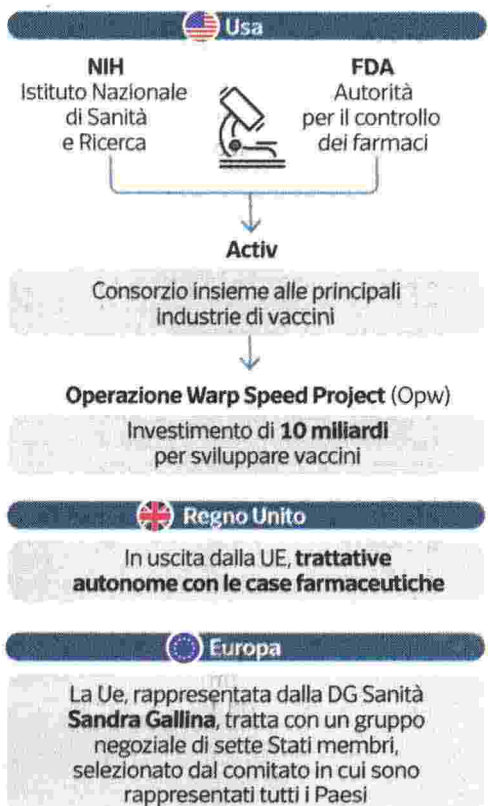 Usa
NIH
Istituto Nazionale
di Sanità
e Ricerca
FDA
Autorità
per il controllo
dei farmaci
Activ
Consorzio insieme alle principali
industrie di vaccini
Operazione Warp Speed Project (Opw)
Investimento di 10 miliardi
per sviluppare vaccini
Regno Unito
In uscita dalla UE, trattative
autonome con le case farmaceutiche
Europa
La Ue, rappresentata dalla DG Sanità
Sandra Gallina, tratta con un gruppo
negoziale di sette Stati membri,
selezionato dal comitato in cui sono
rappresentati tutti i Paesi